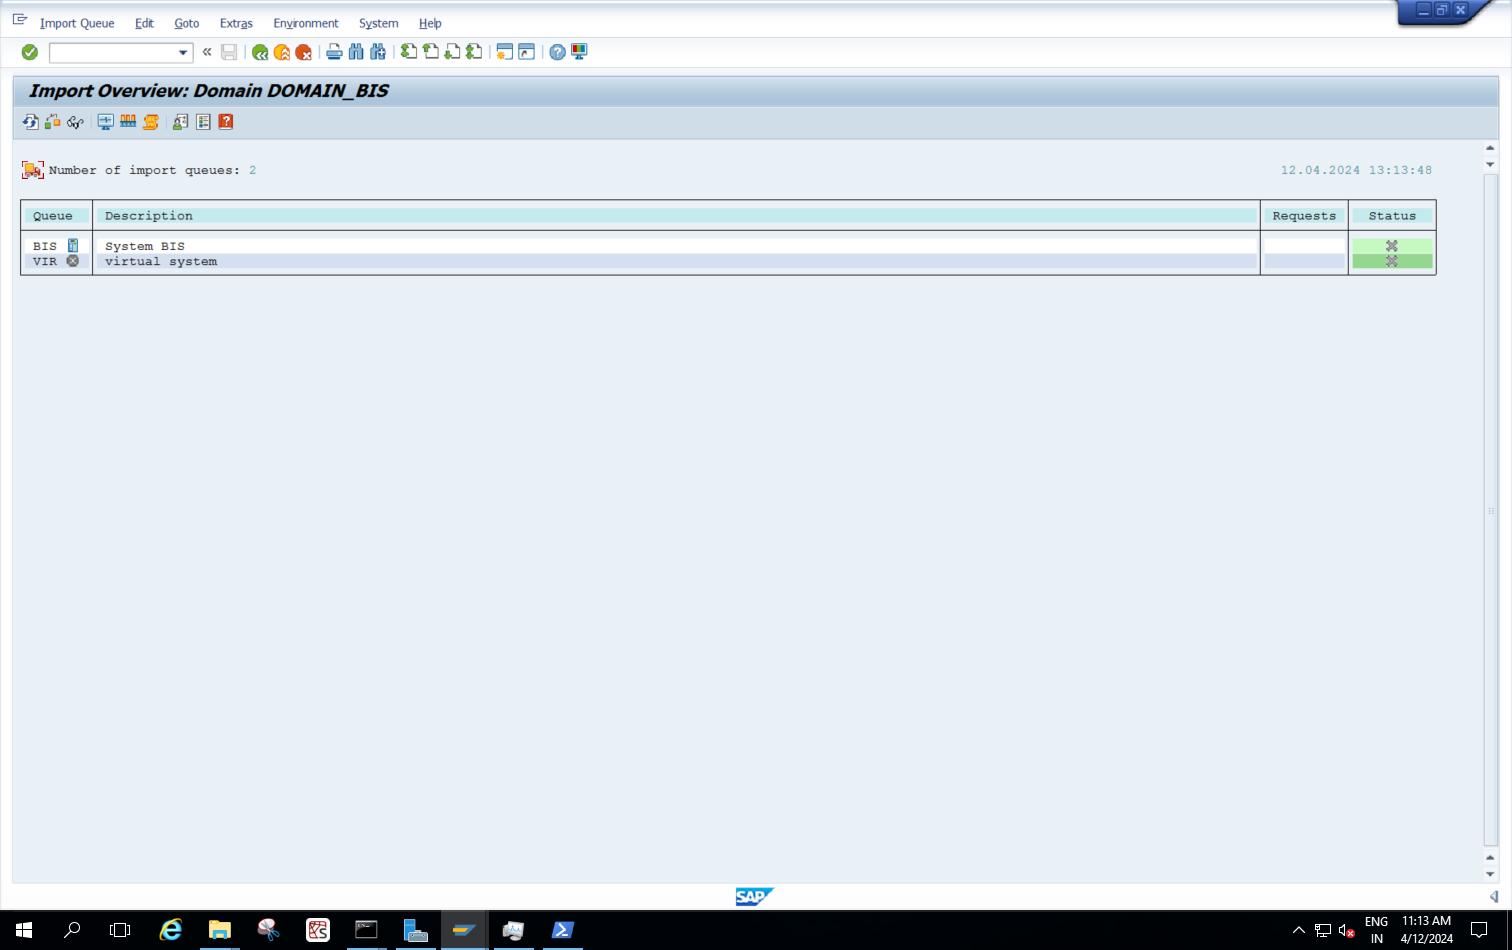 Import Queue Edit Goto Extras Environment System Help
Import Overview: Domain DOMAIN_BIS
Number of import queues: 2 12.04.2024 13:13:48
Queue Description Requests Status
BIS System BIS
VIR virtual system
SAP
ENG 11:13 AM
IN 4/12/2024